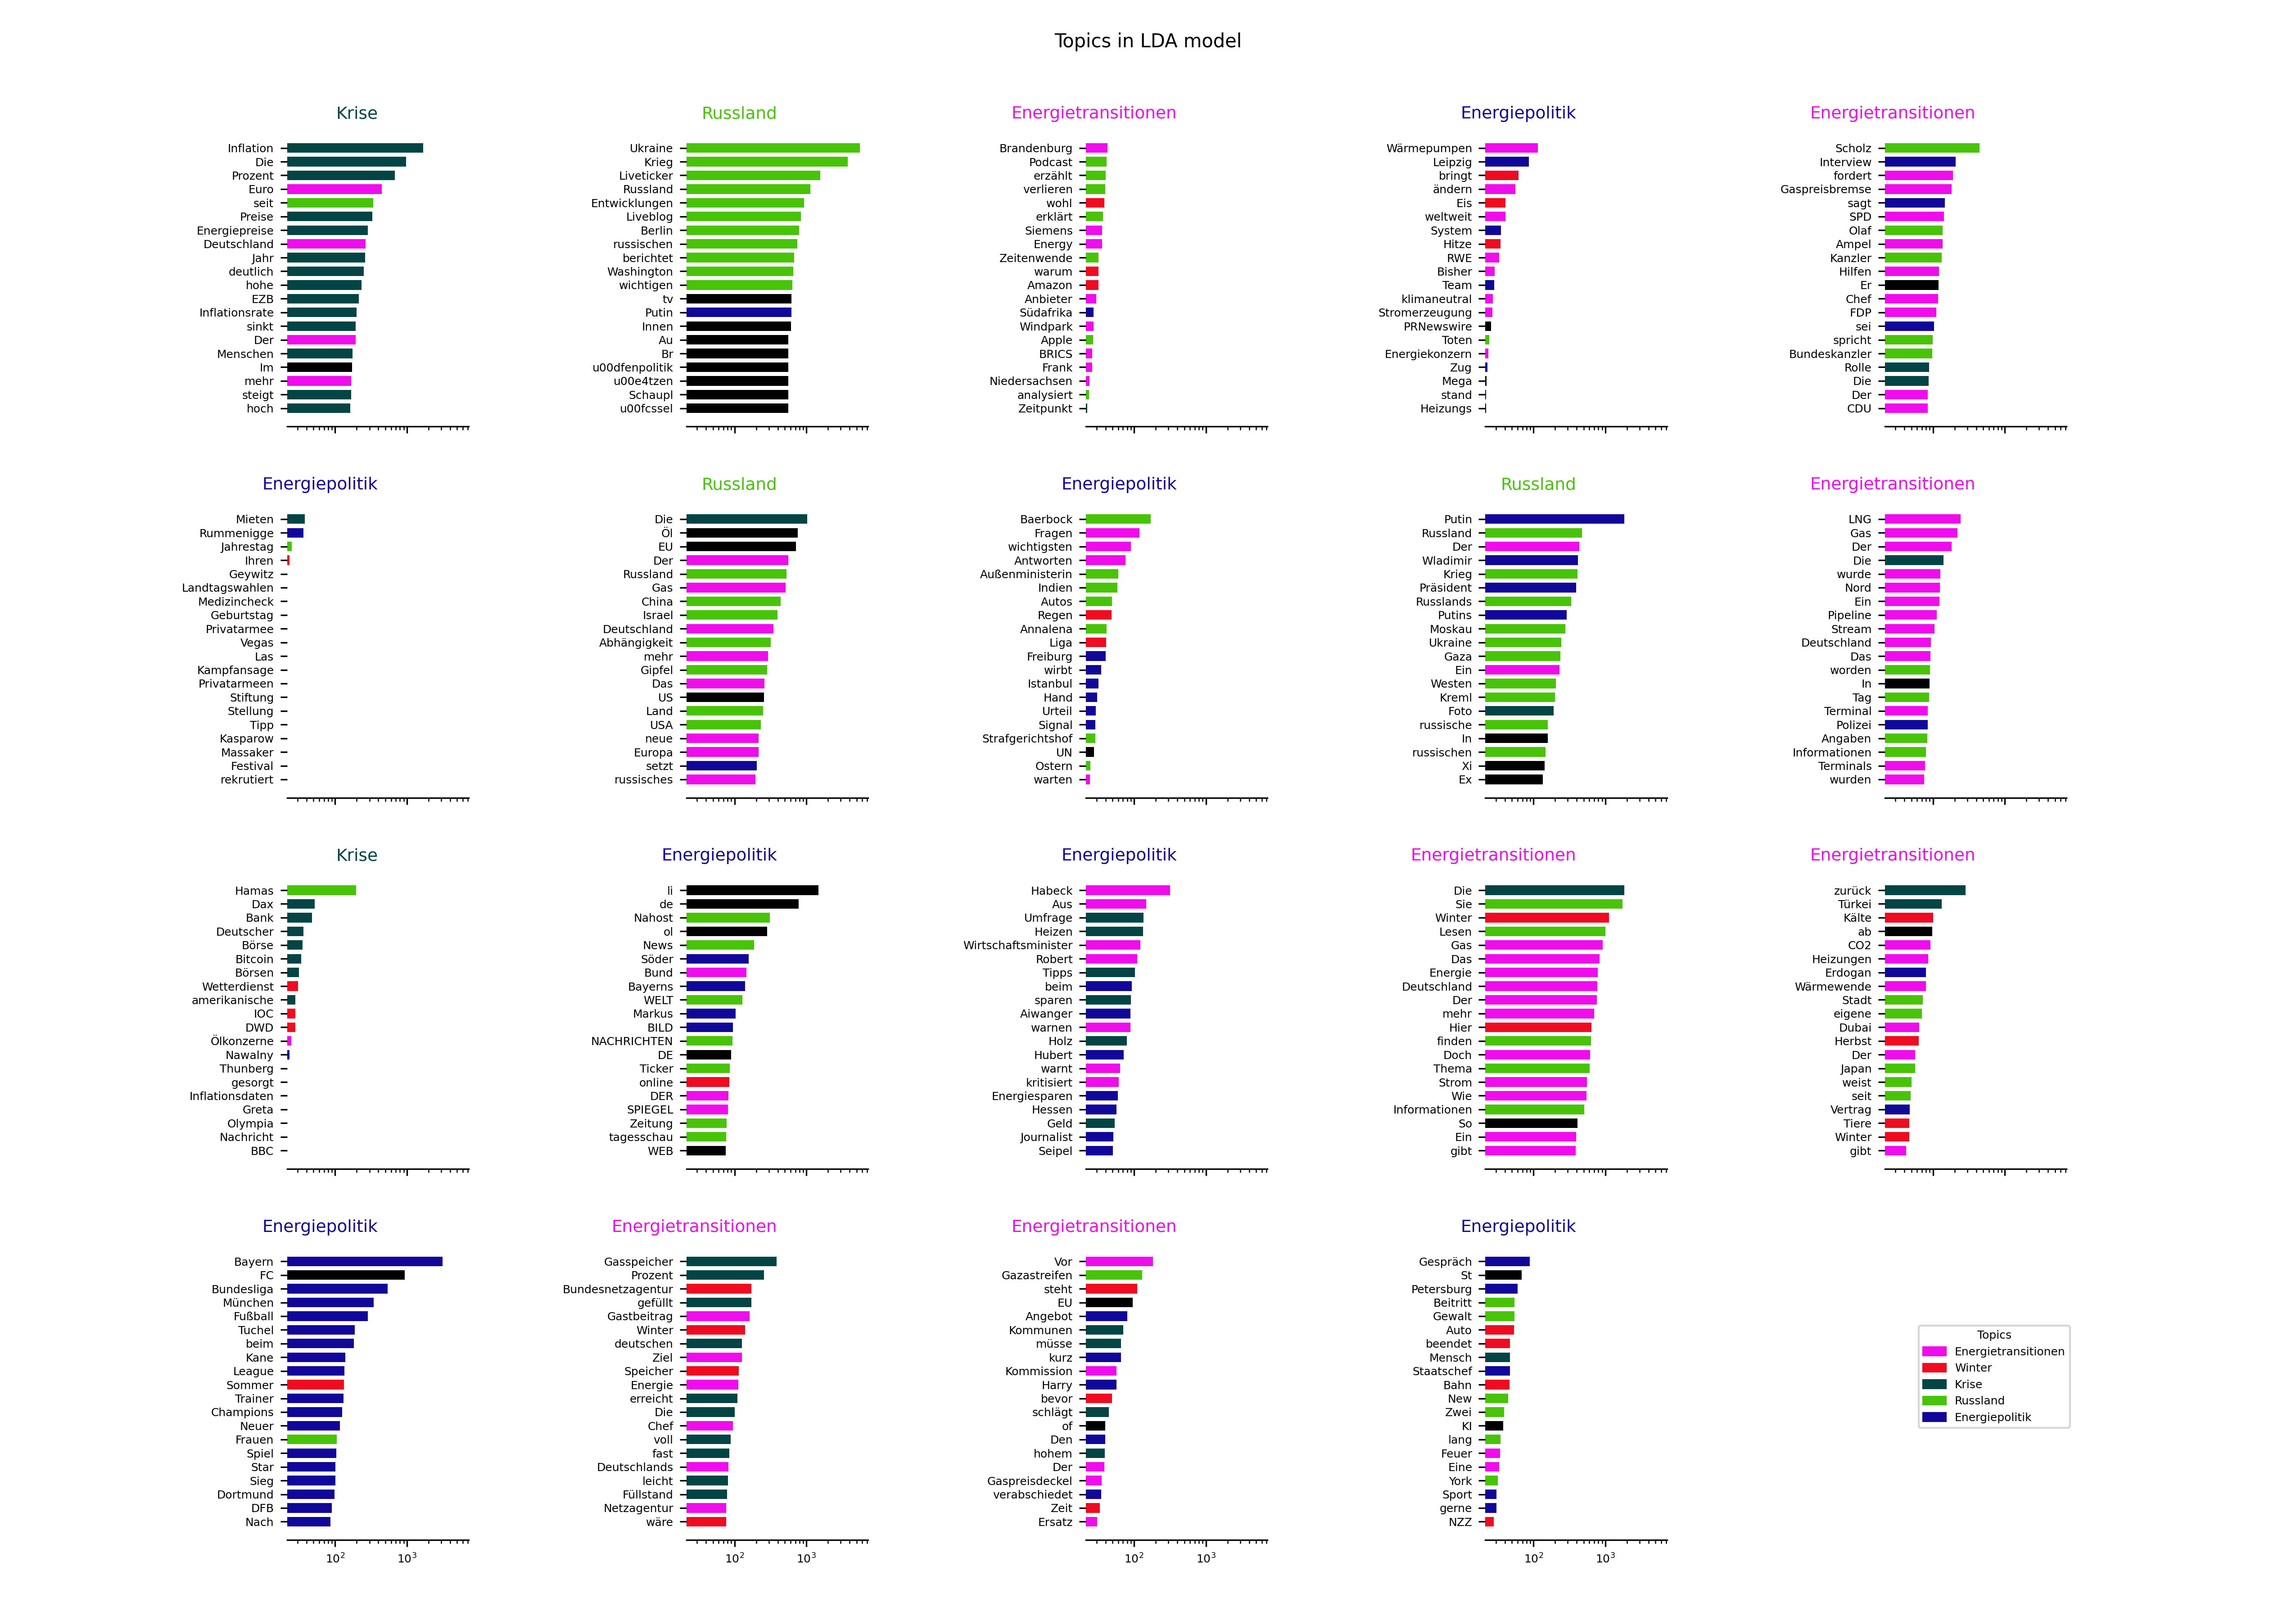 Topics in LDA model
Krise
Inflation
Die
Prozent
Euro
seit
Preise
Energiepreise
Deutschland
Jahr
deutlich
hohe
EZB
Inflationsrate
sinkt
Der
Menschen
Im
mehr
steigt
hoch
Russland
Ukraine
Krieg
Liveticker
Russland
Entwicklungen
Liveblog
Berlin
russischen
berichtet
Washington
wichtigen
tv
Putin
Innen
Au
Br
u00dfenpolitik
u00e4tzen
Schaupl
u00fcssel
Energietransitionen
Brandenburg
Podcast
erzählt
verlieren
wohl
erklärt
Siemens
Energy
Zeitenwende
warum
Amazon
Anbieter
Südafrika
Windpark
Apple
BRICS
Frank
Niedersachsen
analysiert
Zeitpunkt
Energiepolitik
Wärmepumpen
Leipzig
bringt
ändern
Eis
weltweit
System
Hitze
RWE
Bisher
Team
klimaneutral
Stromerzeugung
PRNewswire
Toten
Energiekonzern
Zug
Mega
stand
Heizungs
Energietransitionen
Scholz
Interview
fordert
Gaspreisbremse
sagt
SPD
Olaf
Ampel
Kanzler
Hilfen
Er
Chef
FDP
sei
spricht
Bundeskanzler
Rolle
Die
Der
CDU
Energiepolitik
Mieten
Rummenigge
Jahrestag
Ihren
Geywitz
Landtagswahlen
Medizincheck
Geburtstag
Privatarmee
Vegas
Las
Kampfansage
Privatarmeen
Stiftung
Stellung
Tipp
Kasparow
Massaker
Festival
rekrutiert
Russland
Die
Öl
EU
Der
Russland
Gas
China
Israel
Deutschland
Abhängigkeit
mehr
Gipfel
Das
US
Land
USA
neue
Europa
setzt
russisches
Energiepolitik
Baerbock
Fragen
wichtigsten
Antworten
Außenministerin
Indien
Autos
Regen
Annalena
Liga
Freiburg
wirbt
Istanbul
Hand
Urteil
Signal
Strafgerichtshof
UN
Ostern
warten
Russland
Putin
Russland
Der
Wladimir
Krieg
Präsident
Russlands
Putins
Moskau
Ukraine
Gaza
Ein
Westen
Kreml
Foto
russische
In
russischen
Xi
Ex
Energietransitionen
LNG
Gas
Der
Die
wurde
Nord
Ein
Pipeline
Stream
Deutschland
Das
worden
In
Tag
Terminal
Polizei
Angaben
Informationen
Terminals
wurden
Krise
Hamas
Dax
Bank
Deutscher
Börse
Bitcoin
Börsen
Wetterdienst
amerikanische
IOC
DWD
Ölkonzerne
Nawalny
Thunberg
gesorgt
Inflationsdaten
Greta
Olympia
Nachricht
BBC
Energiepolitik
li
de
Nahost
ol
News
Söder
Bund
Bayerns
WELT
Markus
BILD
NACHRICHTEN
DE
Ticker
online
DER
SPIEGEL
Zeitung
tagesschau
WEB
Energiepolitik
Habeck
Aus
Umfrage
Heizen
Wirtschaftsminister
Robert
Tipps
beim
sparen
Aiwanger
warnen
Holz
Hubert
warnt
kritisiert
Energiesparen
Hessen
Geld
Journalist
Seipel
Energietransitionen
Die
Sie
Winter
Lesen
Gas
Das
Energie
Deutschland
Der
mehr
Hier
finden
Doch
Thema
Strom
Wie
Informationen
So
Ein
gibt
Energietransitionen
zurück
Türkei
Kälte
ab
CO2
Heizungen
Erdogan
Wärmewende
Stadt
eigene
Dubai
Herbst
Der
Japan
weist
seit
Vertrag
Tiere
Winter
gibt
Energiepolitik
Bayern
FC
Bundesliga
München
Fußball
Tuchel
beim
Kane
League
Sommer
Trainer
Champions
Neuer
Frauen
Spiel
Star
Sieg
Dortmund
DFB
Nach
10² 10³
Energietransitionen
Gasspeicher
Prozent
Bundesnetzagentur
gefüllt
Gastbeitrag
Winter
deutschen
Ziel
Speicher
Energie
erreicht
Die
Chef
voll
fast
Deutschlands
leicht
Füllstand
Netzagentur
wäre
10² 10³
Energietransitionen
Vor
Gazastreifen
steht
EU
Angebot
Kommunen
müsse
kurz
Kommission
Harry
bevor
schlägt
of
Den
hohem
Der
Gaspreisdeckel
verabschiedet
Zeit
Ersatz
10² 10³
Energiepolitik
Gespräch
St
Petersburg
Beitritt
Gewalt
Auto
beendet
Mensch
Staatschef
Bahn
New
Zwei
KI
lang
Feuer
Eine
York
Sport
gerne
NZZ
10² 10³
Topics
Energietransitionen
Winter
Krise
Russland
Energiepolitik